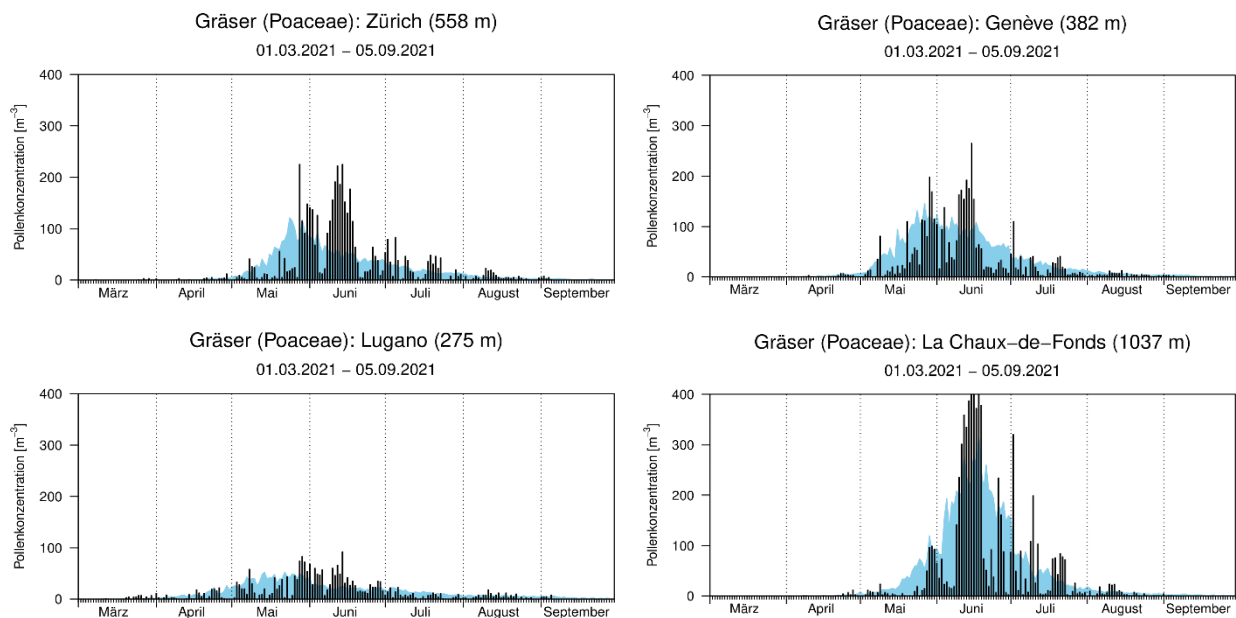 Gräser (Poaceae): Zürich (558 m)
01.03.2021 – 05.09.2021
Pollenkonzentration [m⁻³]
400
300
200
100
0
März April Mai Juni Juli August September
Gräser (Poaceae): Genève (382 m)
01.03.2021 – 05.09.2021
Pollenkonzentration [m⁻³]
400
300
200
100
0
März April Mai Juni Juli August September
Gräser (Poaceae): Lugano (275 m)
01.03.2021 – 05.09.2021
Pollenkonzentration [m⁻³]
400
300
200
100
0
März April Mai Juni Juli August September
Gräser (Poaceae): La Chaux–de–Fonds (1037 m)
01.03.2021 – 05.09.2021
Pollenkonzentration [m⁻³]
400
300
200
100
0
März April Mai Juni Juli August September